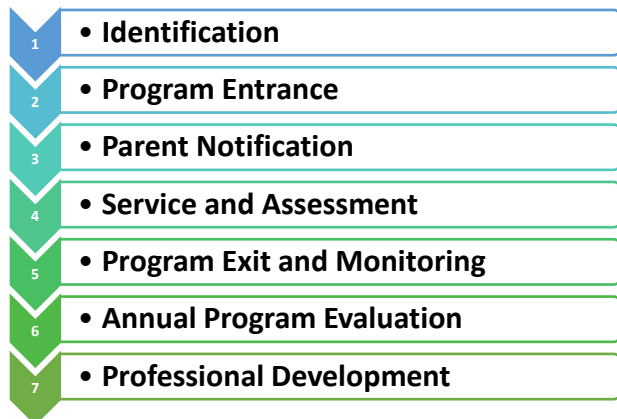 1 • Identification
2 • Program Entrance
3 • Parent Notification
4 • Service and Assessment
5 • Program Exit and Monitoring
6 • Annual Program Evaluation
7 • Professional Development